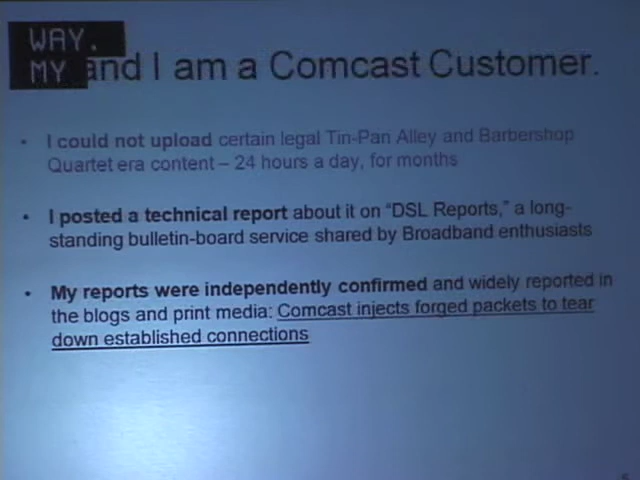 WAY.
MY and I am a Comcast Customer.
• I could not upload certain legal Tin-Pan Alley and Barbershop
Quartet era content – 24 hours a day, for months
• I posted a technical report about it on “DSL Reports,” a long-
standing bulletin-board service shared by Broadband enthusiasts
• My reports were independently confirmed and widely reported in
the blogs and print media: Comcast injects forged packets to tear
down established connections